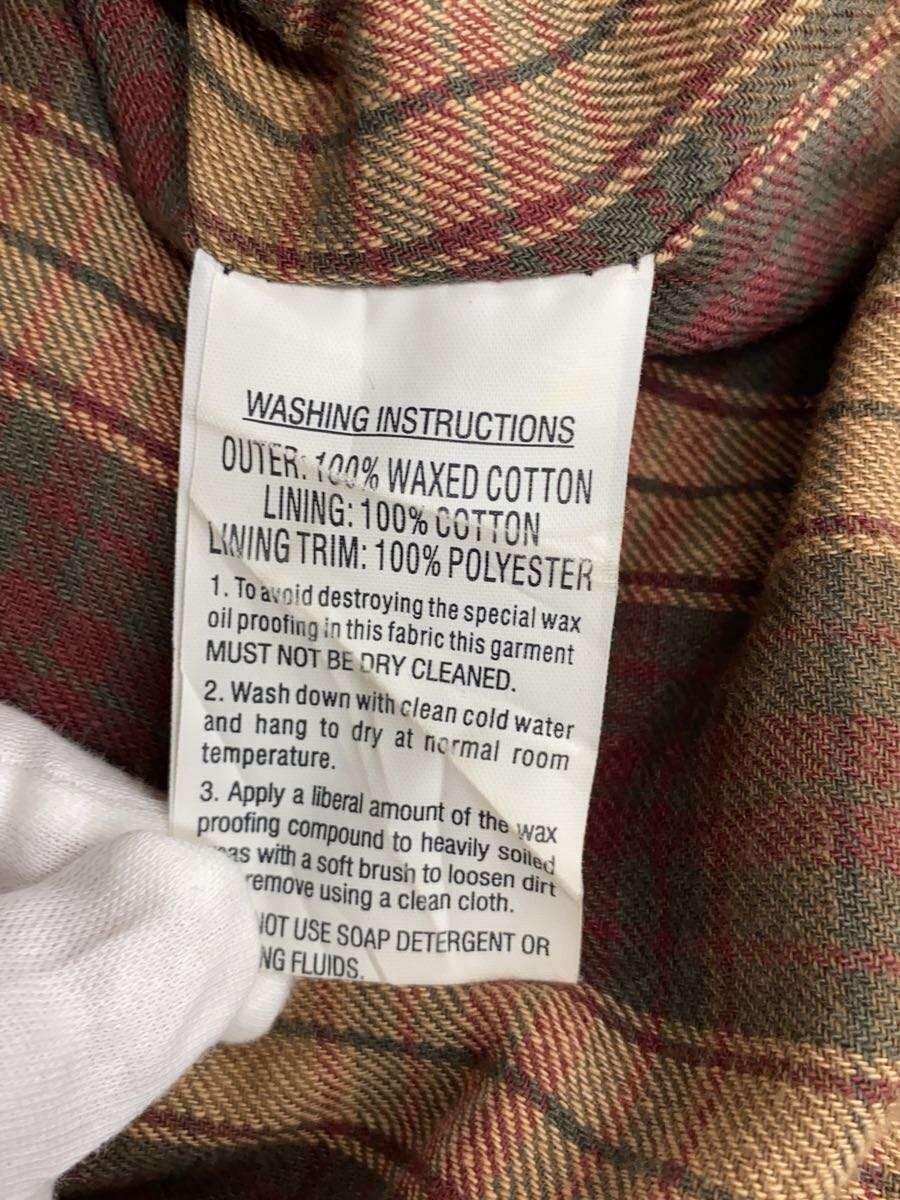 WASHING INSTRUCTIONS
OUTER: 100% WAXED COTTON
LINING: 100% COTTON
LINING TRIM: 100% POLYESTER
1. To avoid destroying the special wax
oil proofing in this fabric this garment
MUST NOT BE DRY CLEANED.
2. Wash down with clean cold water
and hang to dry at normal room
temperature.
3. Apply a liberal amount of the wax
proofing compound to heavily soiled
with a soft brush to loosen dirt
remove using a clean cloth.
USE SOAP DETERGENT OR
FLUIDS.